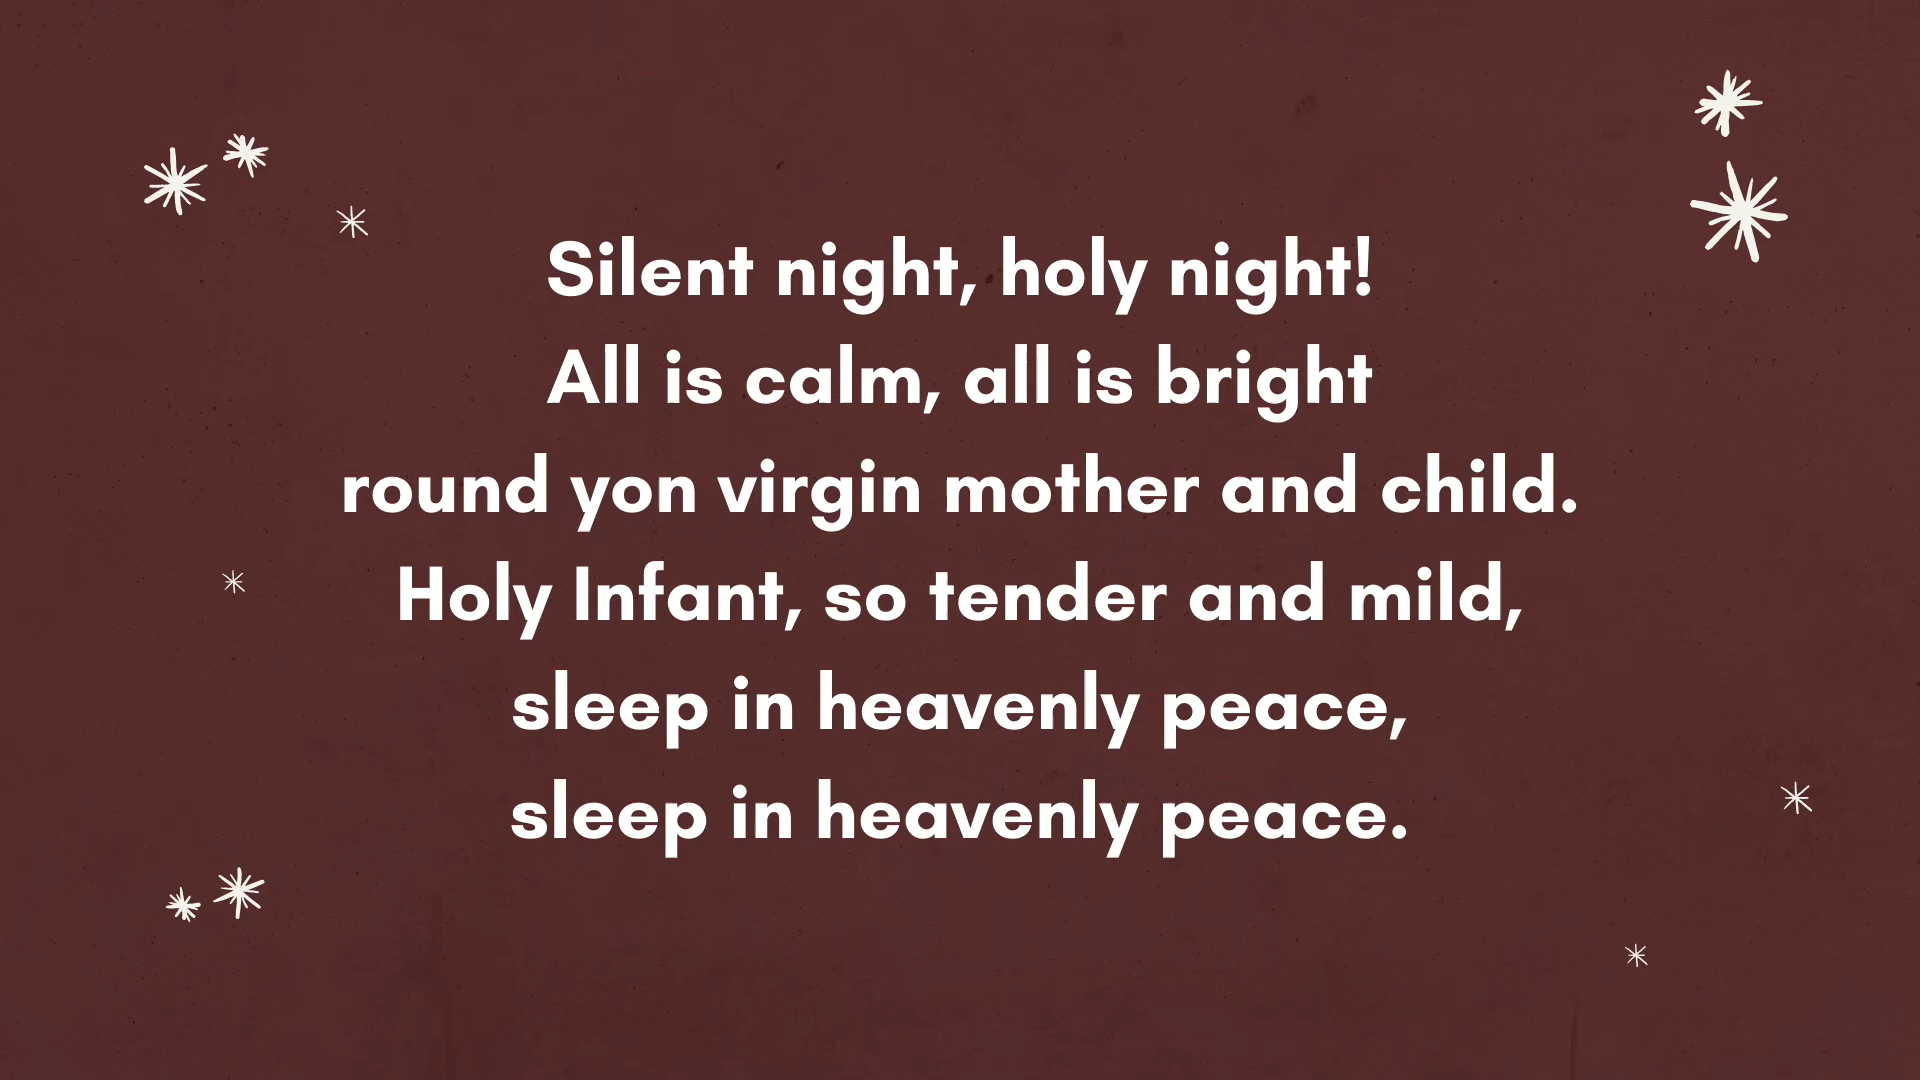 Silent night, holy night!
All is calm, all is bright
round yon virgin mother and child.
Holy Infant, so tender and mild,
sleep in heavenly peace,
sleep in heavenly peace.